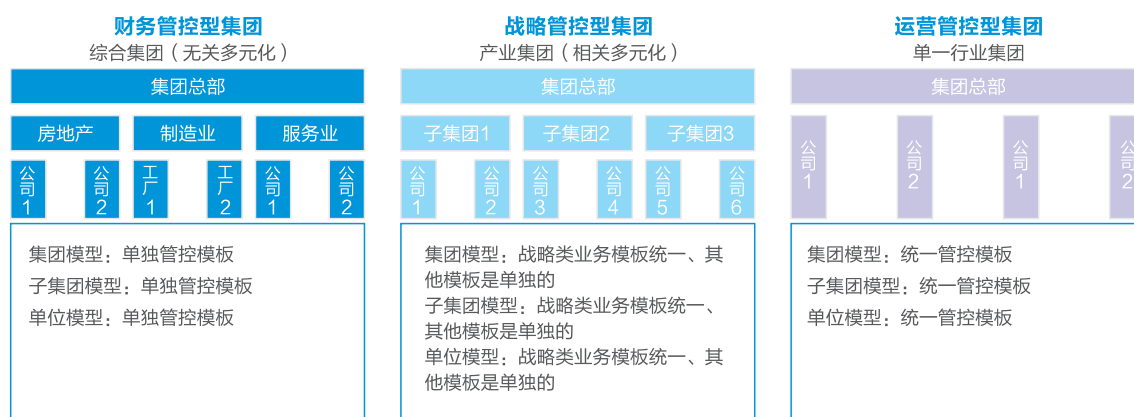 财务管控型集团
综合集团（无关多元化）
集团总部
房地产
制造业
服务业
公司1
公司2
工厂1
工厂2
公司1
公司2
集团模型：单独管控模板
子集团模型：单独管控模板
单位模型：单独管控模板
战略管控型集团
产业集团（相关多元化）
集团总部
子集团1
子集团2
子集团3
公司1
公司2
公司3
公司4
公司5
公司6
集团模型：战略类业务模板统一、其
他模板是单独的
子集团模型：战略类业务模板统一、
其他模板是单独的
单位模型：战略类业务模板统一、其
他模板是单独的
运营管控型集团
单一行业集团
集团总部
公司1
公司2
公司1
公司2
集团模型：统一管控模板
子集团模型：统一管控模板
单位模型：统一管控模板